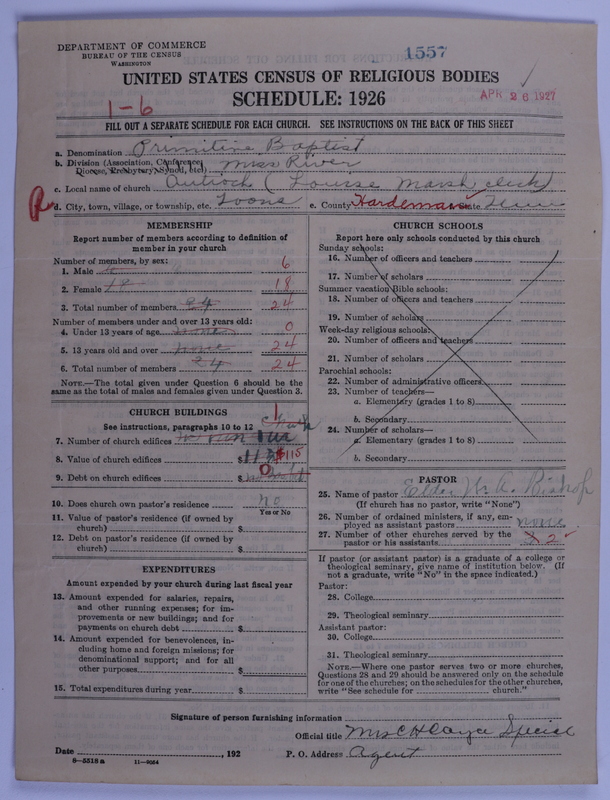 DEPARTMENT OF COMMERCE
BUREAU OF THE CENSUS
WASHINGTON
1557
UNITED STATES CENSUS OF RELIGIOUS BODIES
SCHEDULE: 1926
APR 26 1927
1-6
FILL OUT A SEPARATE SCHEDULE FOR EACH CHURCH. SEE INSTRUCTIONS ON THE BACK OF THIS SHEET
a. Denomination Primitive Baptist
b. Division (Association, Conference, Diocese, Presbytery, Synod, etc.) Miss River
c. Local name of church Antioch (Louise Marsh, clerk)
d. City, town, village, or township, etc. Toone e. County Hardeman State Tenn
MEMBERSHIP
Report number of members according to definition of
member in your church
Number of members, by sex:
1. Male 6
2. Female 18 18
3. Total number of members 24 24
Number of members under and over 13 years old:
4. Under 13 years of age 0
5. 13 years old and over none 24
6. Total number of members 24 24
NOTE.—The total given under Question 6 should be
same as the total of males and females given under Question 3.
CHURCH BUILDINGS
See instructions, paragraphs 10 to 12
1
7. Number of church edifices
8. Value of church edifices $ $115
9. Debt on church edifices $ 0
10. Does church own pastor's residence no
Yes or No
11. Value of pastor's residence (if owned by
church) $
12. Debt on pastor's residence (if owned by
church) $
EXPENDITURES
Amount expended by your church during last fiscal year
13. Amount expended for salaries, repairs,
and other running expenses; for im-
provements or new buildings; and for
payments on church debt $
14. Amount expended for benevolences, in-
cluding home and foreign missions; for
denominational support; and for all
other purposes $
15. Total expenditures during year $
CHURCH SCHOOLS
Report here only schools conducted by this church
Sunday schools:
16. Number of officers and teachers
17. Number of scholars
Summer vacation Bible schools:
18. Number of officers and teachers
19. Number of scholars
Week-day religious schools:
20. Number of officers and teachers
21. Number of scholars
Parochial schools:
22. Number of administrative officers
23. Number of teachers—
a. Elementary (grades 1 to 8)
b. Secondary
24. Number of scholars—
a. Elementary (grades 1 to 8)
b. Secondary
PASTOR
25. Name of pastor Elder W. A. Bishop
(If church has no pastor, write "None")
26. Number of ordained ministers, if any, em-
ployed as assistant pastors none
27. Number of other churches served by the
pastor or his assistants 2
If pastor (or assistant pastor) is a graduate of a college or
theological seminary, give name of institution below. (If
not a graduate, write "No" in the space indicated.)
Pastor:
28. College
29. Theological seminary
Assistant pastor:
30. College
31. Theological seminary
NOTE.—Where one pastor serves two or more churches,
Questions 28 and 29 should be answered only on the schedule
for one of the churches; on the schedules for the other churches,
write "See schedule for church."
Signature of person furnishing information
Official title Mrs C H Cayce Special
Date , 192 P. O. Address Agent
8—5518 a 11—9064